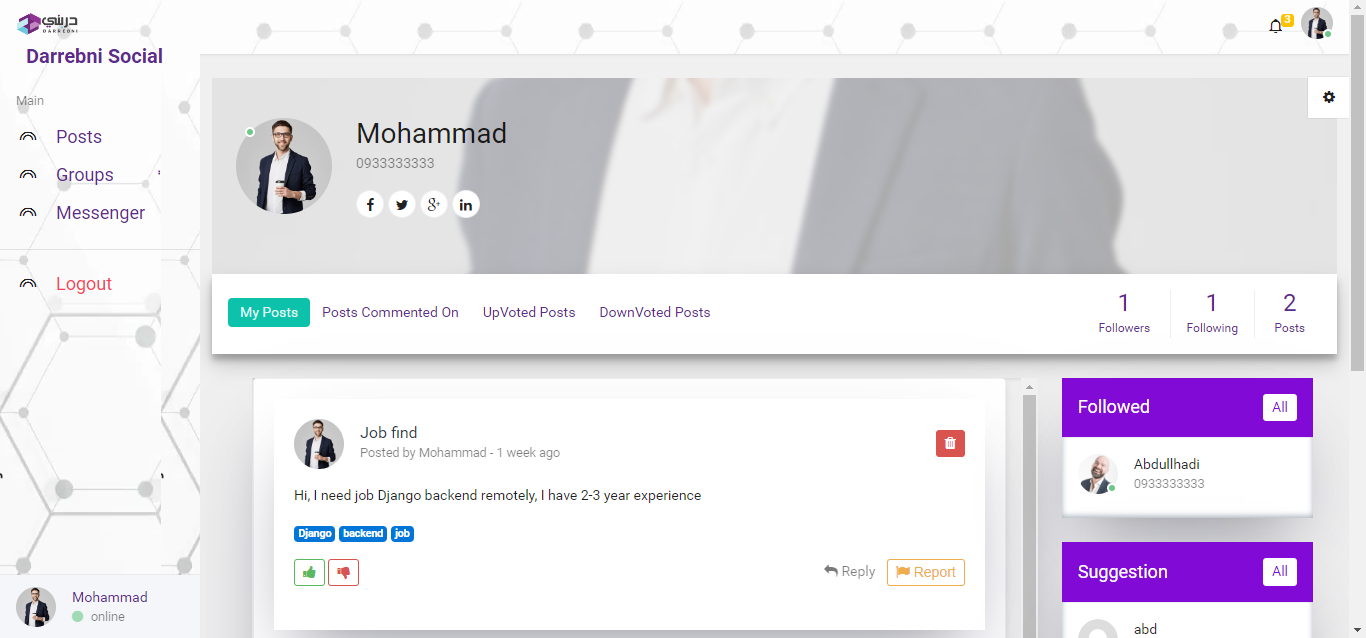 دربني
DARREBNI
Darrebni Social
3
Main
Posts
Groups
Messenger
Logout
Mohammad
0933333333
My Posts
Posts Commented On
UpVoted Posts
DownVoted Posts
1
Followers
1
Following
2
Posts
Job find
Posted by Mohammad - 1 week ago
Hi, I need job Django backend remotely, I have 2-3 year experience
Django backend job
Reply
Report
Followed
All
Abdullhadi
0933333333
Suggestion
All
abd
Mohammad
online